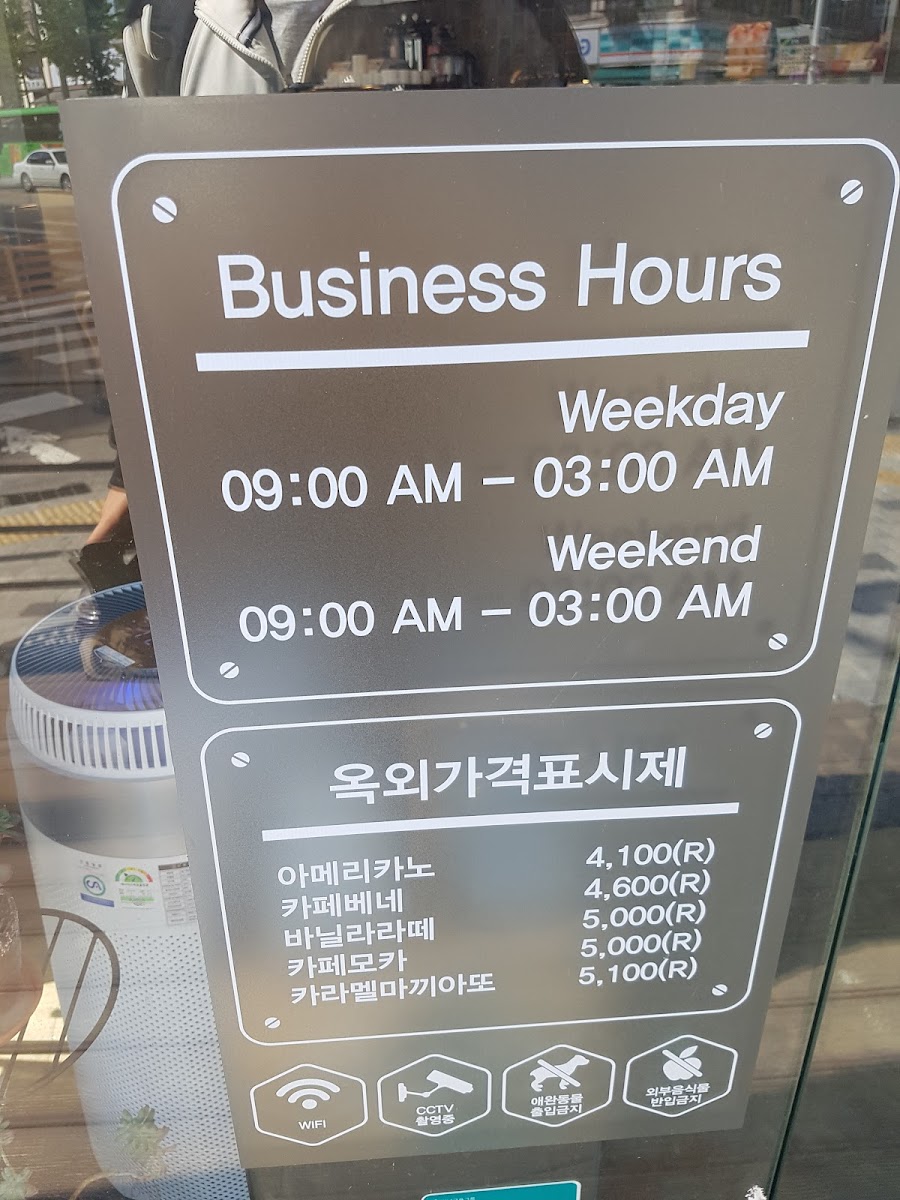 Business Hours
Weekday
09:00 AM – 03:00 AM
Weekend
09:00 AM – 03:00 AM
옥외가격표시제
아메리카노 4,100(R)
카페베네 4,600(R)
바닐라라떼 5,000(R)
카페모카 5,000(R)
카라멜마끼아또 5,100(R)
WIFI
CCTV
촬영중
애완동물
출입금지
외부음식물
반입금지